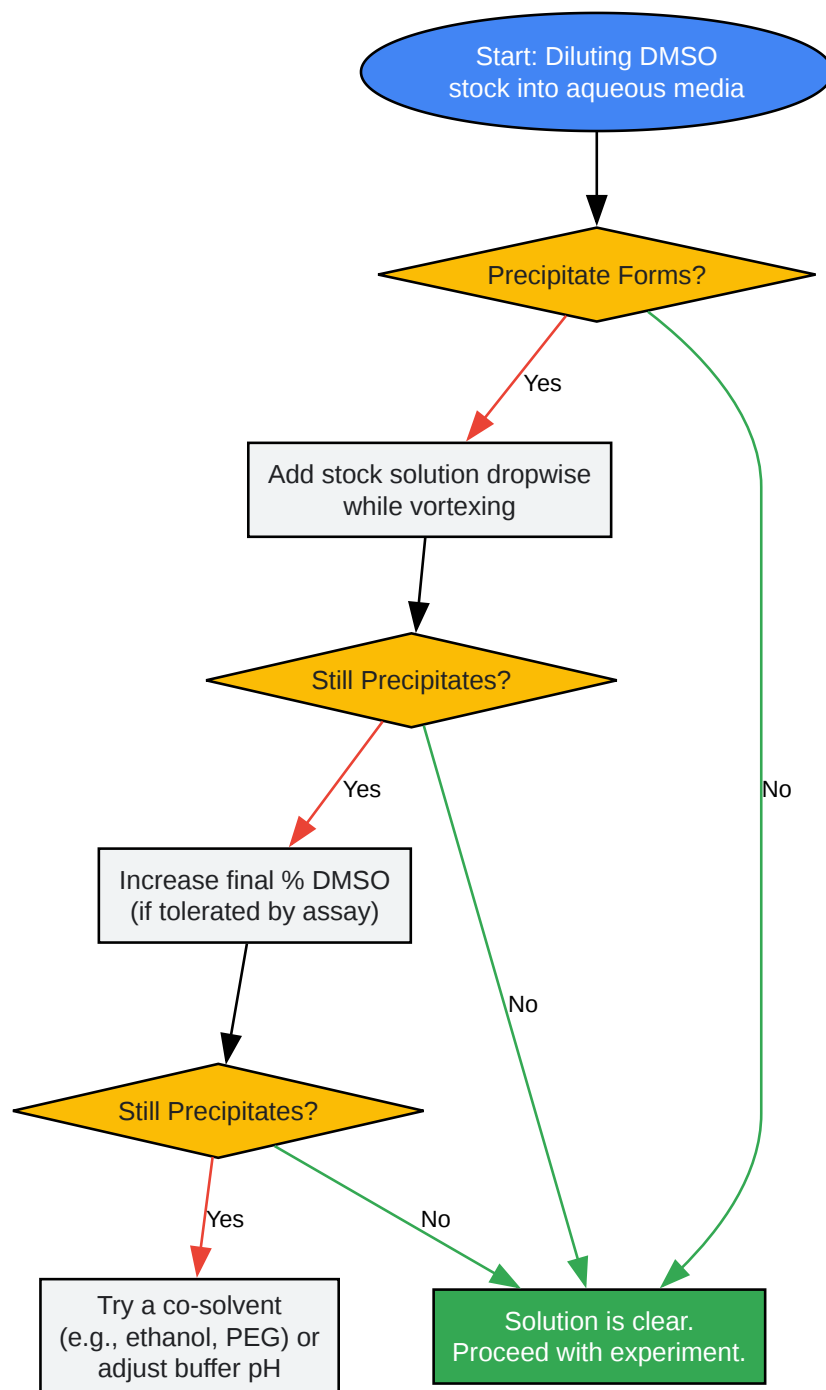 Start: Diluting DMSO
stock into aqueous media
Precipitate Forms?
Yes
Add stock solution dropwise
while vortexing
Still Precipitates?
Yes
No
Increase final % DMSO
(if tolerated by assay)
No
Still Precipitates?
Yes
No
Try a co-solvent
(e.g., ethanol, PEG) or
adjust buffer pH
Solution is clear.
Proceed with experiment.